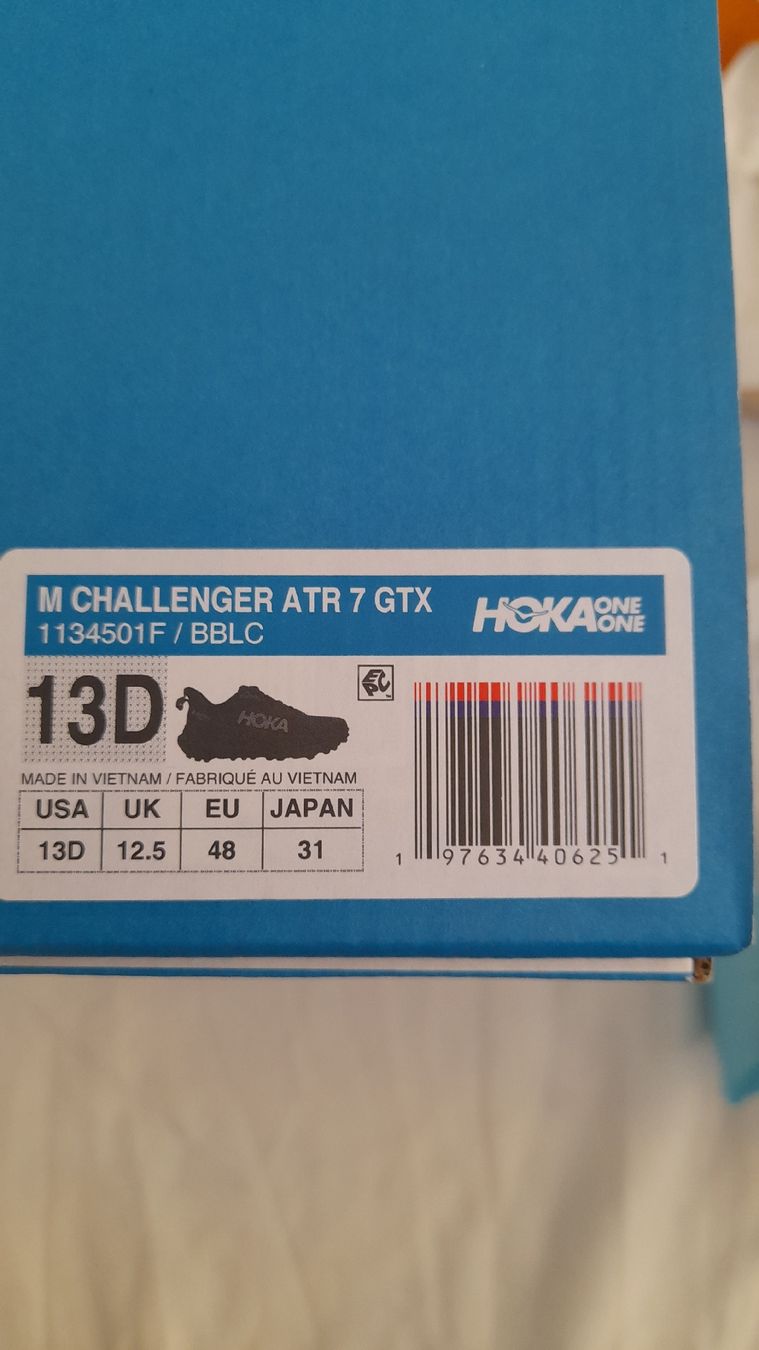 M CHALLENGER ATR 7 GTX
1134501F / BBLC
HOKA ONE ONE
13D
HOKA
EPC
MADE IN VIETNAM / FABRIQUÉ AU VIETNAM
USA UK EU JAPAN
13D 12.5 48 31
1 97634 40625 1